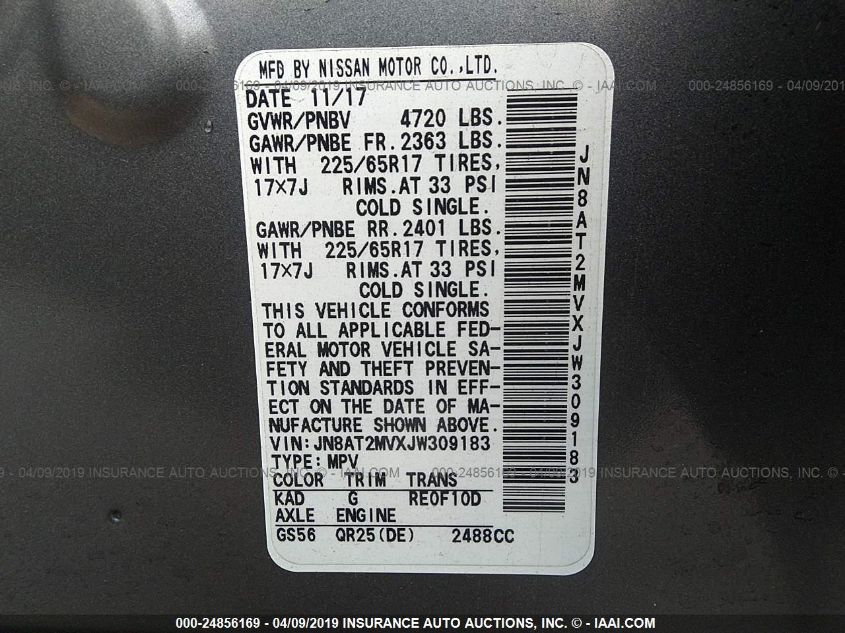 MFD BY NISSAN MOTOR CO.,LTD.
DATE 11/17
GVWR/PNBV 4720 LBS.
GAWR/PNBE FR.2363 LBS.
WITH 225/65R17 TIRES,
17x7J RIMS.AT 33 PSI
COLD SINGLE.
GAWR/PNBE RR.2401 LBS.
WITH 225/65R17 TIRES,
17x7J RIMS.AT 33 PSI
COLD SINGLE.
THIS VEHICLE CONFORMS
TO ALL APPLICABLE FED-
ERAL MOTOR VEHICLE SA-
FETY AND THEFT PREVEN-
TION STANDARDS IN EFF-
ECT ON THE DATE OF MA-
NUFACTURE SHOWN ABOVE.
VIN:JN8AT2MVXJW309183
TYPE:MPV
COLOR TRIM TRANS
KAD G RE0F10D
AXLE ENGINE
GS56 QR25(DE) 2488CC
JN8AT2MVXJW309183
000-24856169 - 04/09/2019 INSURANCE AUTO AUCTIONS, INC. - IAAI.COM